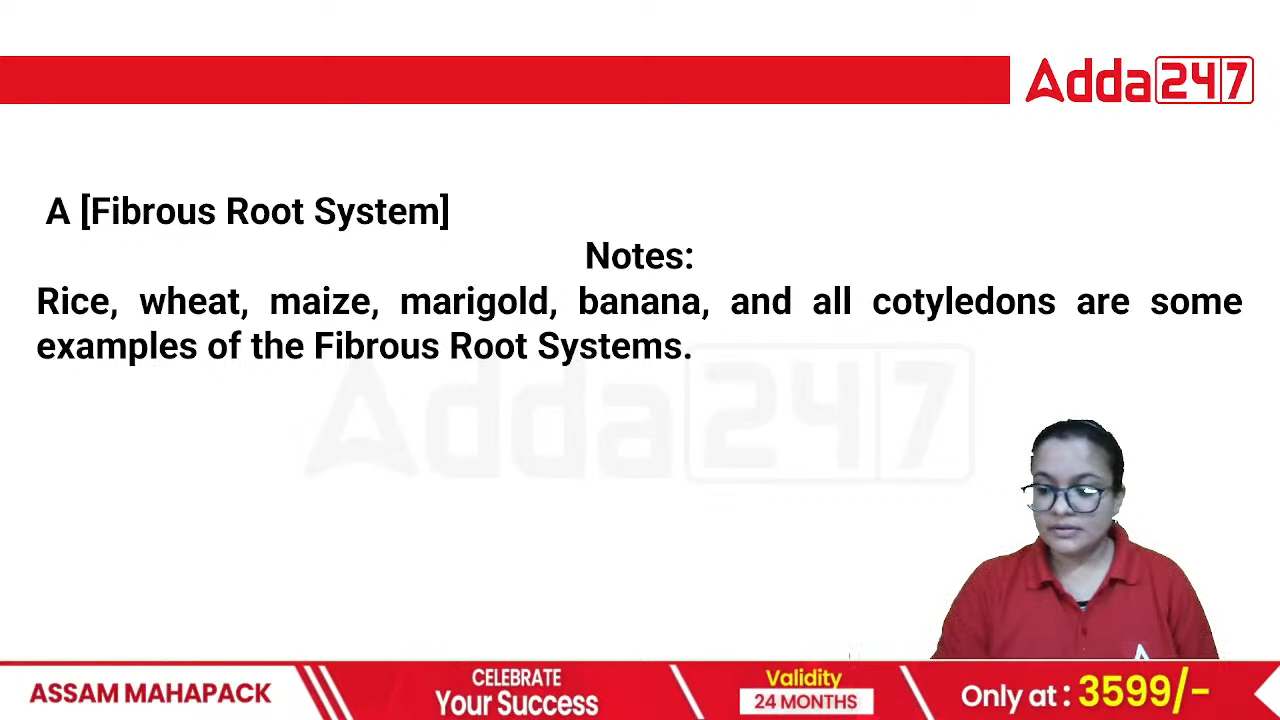 Adda247
A [Fibrous Root System]
Notes:
Rice, wheat, maize, marigold, banana, and all cotyledons are some
examples of the Fibrous Root Systems.
Adda247
ASSAM MAHAPACK
CELEBRATE
Your Success
Validity
24 MONTHS
Only at : 3599/-